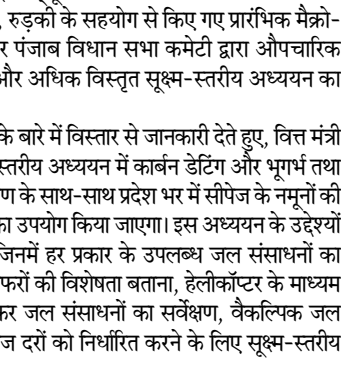 रुड़की के सहयोग से किए गए प्रारंभिक मैक्रो-
र पंजाब विधान सभा कमेटी द्वारा औपचारिक
और अधिक विस्तृत सूक्ष्म-स्तरीय अध्ययन का
के बारे में विस्तार से जानकारी देते हुए, वित्त मंत्री
स्तरीय अध्ययन में कार्बन डेटिंग और भूगर्भ तथा
ण के साथ-साथ प्रदेश भर में सीपेज के नमूनों की
का उपयोग किया जाएगा। इस अध्ययन के उद्देश्यों
जिनमें हर प्रकार के उपलब्ध जल संसाधनों का
फरों की विशेषता बताना, हेलीकॉप्टर के माध्यम
कर जल संसाधनों का सर्वेक्षण, वैकल्पिक जल
ज दरों को निर्धारित करने के लिए सूक्ष्म-स्तरीय